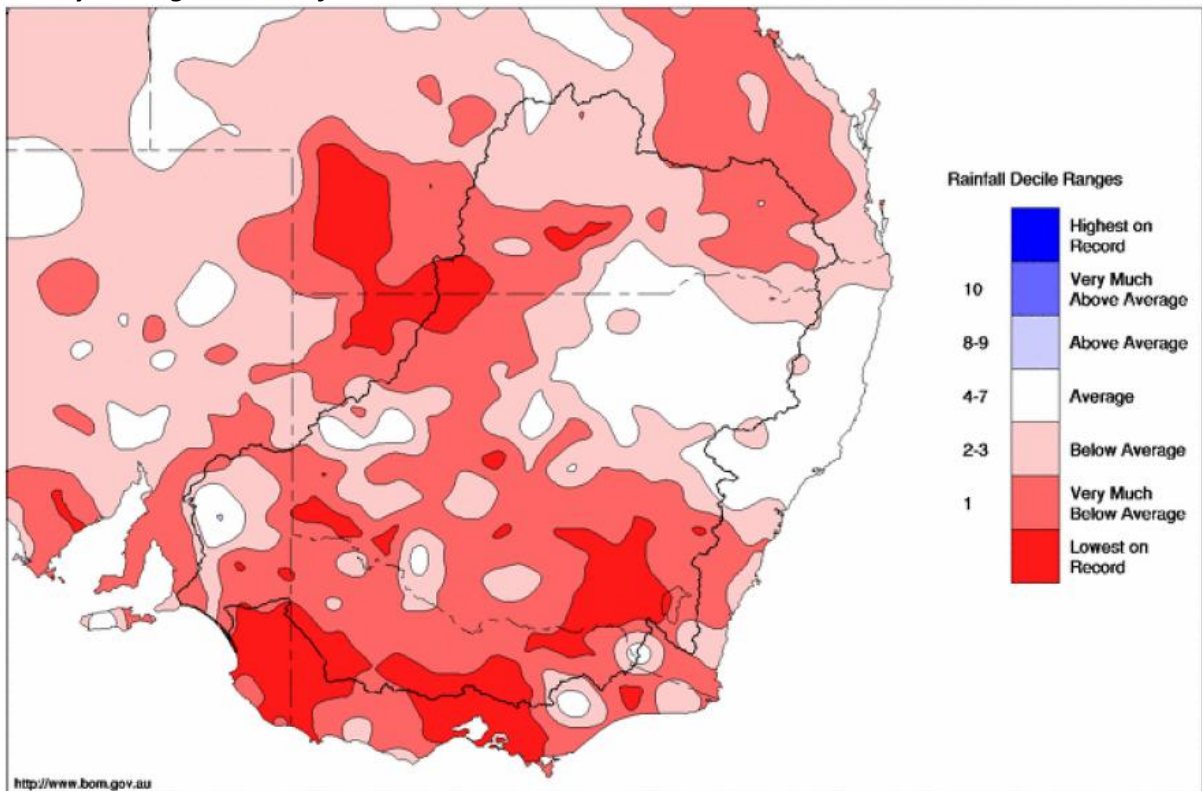 Rainfall Decile Ranges
Highest on
Record
10
Very Much
Above Average
8-9
Above Average
4-7
Average
2-3
Below Average
1
Very Much
Below Average
Lowest on
Record
http://www.bom.gov.au